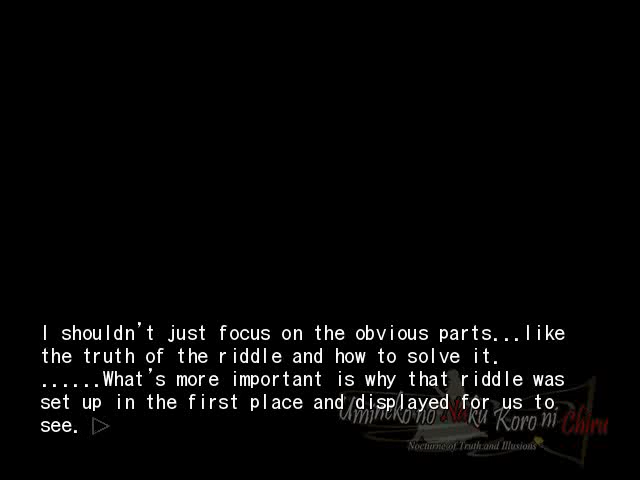 I shouldn't just focus on the obvious parts...like
the truth of the riddle and how to solve it.
......What's more important is why that riddle was
set up in the first place and displayed for us to
see.
Umineko no Naku Koro ni Chiru
Nocturne of Truth and Illusions